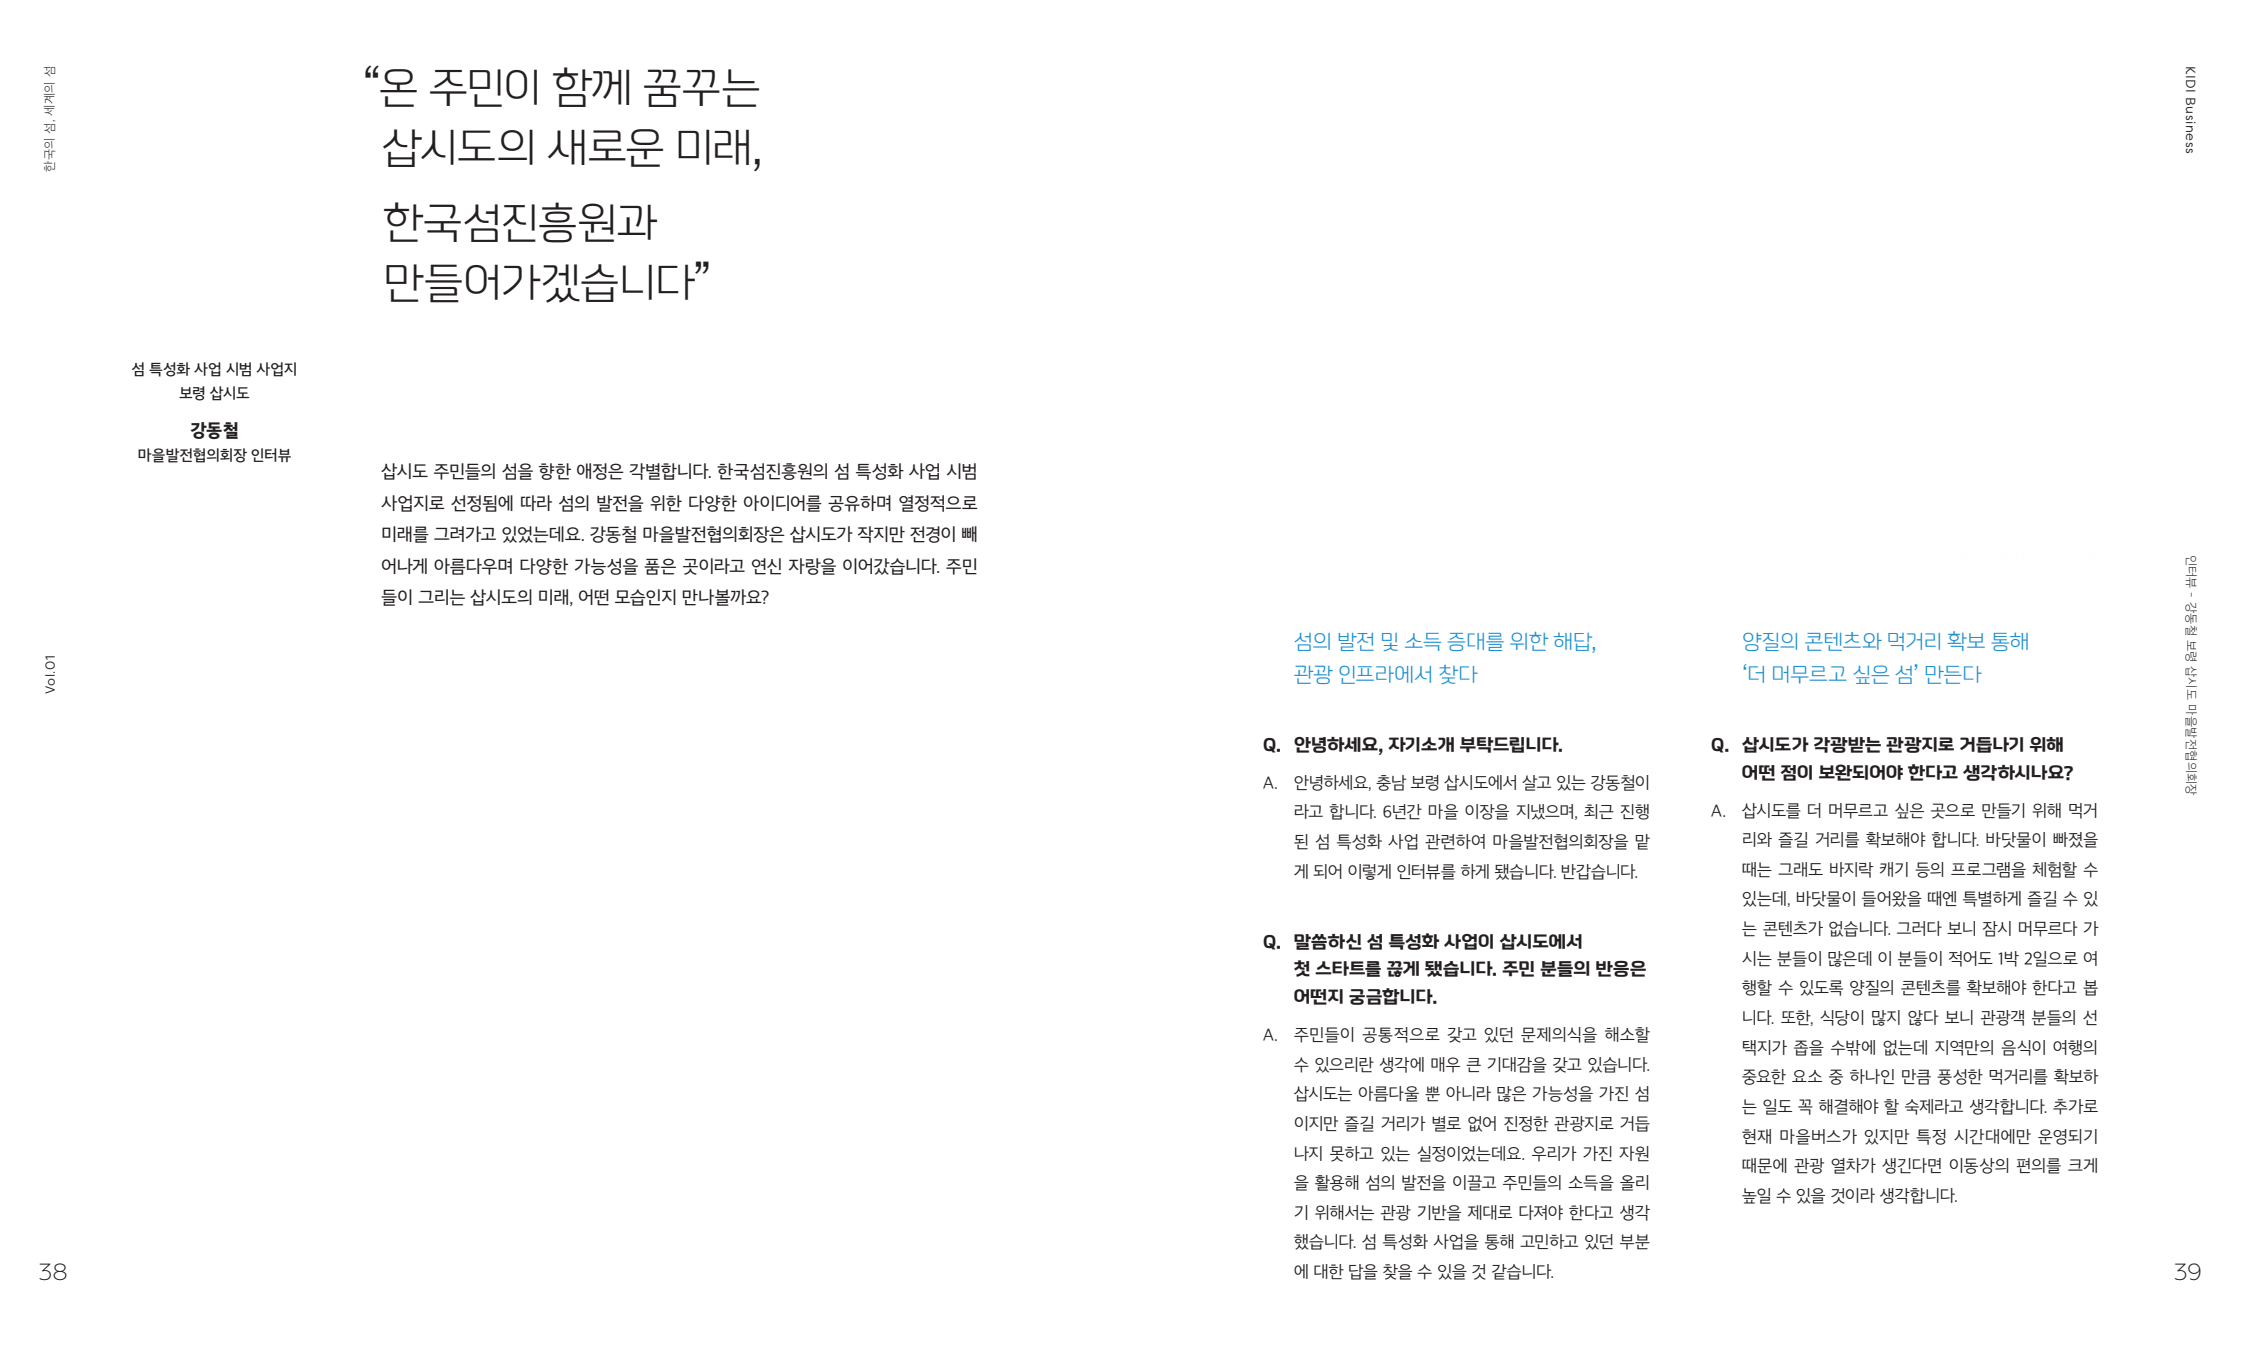 한국의 섬, 세계의 섬
“온 주민이 함께 꿈꾸는
삽시도의 새로운 미래,
한국섬진흥원과
만들어가겠습니다”
섬 특성화 사업 시범 사업지
보령 삽시도
강동철
마을발전협의회장 인터뷰
삽시도 주민들의 섬을 향한 애정은 각별합니다. 한국섬진흥원의 섬 특성화 사업 시범
사업지로 선정됨에 따라 섬의 발전을 위한 다양한 아이디어를 공유하며 열정적으로
미래를 그려가고 있었는데요. 강동철 마을발전협의회장은 삽시도가 작지만 전경이 빼
어나게 아름다우며 다양한 가능성을 품은 곳이라고 연신 자랑을 이어갔습니다. 주민
들이 그리는 삽시도의 미래, 어떤 모습인지 만나볼까요?
Vol.01
38
KIDI Business
섬의 발전 및 소득 증대를 위한 해답,
관광 인프라에서 찾다
Q. 안녕하세요, 자기소개 부탁드립니다.
A. 안녕하세요, 충남 보령 삽시도에서 살고 있는 강동철이
라고 합니다. 6년간 마을 이장을 지냈으며, 최근 진행
된 섬 특성화 사업 관련하여 마을발전협의회장을 맡
게 되어 이렇게 인터뷰를 하게 됐습니다. 반갑습니다.
Q. 말씀하신 섬 특성화 사업이 삽시도에서
첫 스타트를 끊게 됐습니다. 주민 분들의 반응은
어떤지 궁금합니다.
A. 주민들이 공통적으로 갖고 있던 문제의식을 해소할
수 있으리란 생각에 매우 큰 기대감을 갖고 있습니다.
삽시도는 아름다울 뿐 아니라 많은 가능성을 가진 섬
이지만 즐길 거리가 별로 없어 진정한 관광지로 거듭
나지 못하고 있는 실정이었는데요. 우리가 가진 자원
을 활용해 섬의 발전을 이끌고 주민들의 소득을 올리
기 위해서는 관광 기반을 제대로 다져야 한다고 생각
했습니다. 섬 특성화 사업을 통해 고민하고 있던 부분
에 대한 답을 찾을 수 있을 것 같습니다.
양질의 콘텐츠와 먹거리 확보 통해
‘더 머무르고 싶은 섬’ 만든다
Q. 삽시도가 각광받는 관광지로 거듭나기 위해
어떤 점이 보완되어야 한다고 생각하시나요?
A. 삽시도를 더 머무르고 싶은 곳으로 만들기 위해 먹거
리와 즐길 거리를 확보해야 합니다. 바닷물이 빠졌을
때는 그래도 바지락 캐기 등의 프로그램을 체험할 수
있는데, 바닷물이 들어왔을 때엔 특별하게 즐길 수 있
는 콘텐츠가 없습니다. 그러다 보니 잠시 머무르다 가
시는 분들이 많은데 이 분들이 적어도 1박 2일으로 여
행할 수 있도록 양질의 콘텐츠를 확보해야 한다고 봅
니다. 또한, 식당이 많지 않다 보니 관광객 분들의 선
택지가 좁을 수밖에 없는데 지역만의 음식이 여행의
중요한 요소 중 하나인 만큼 풍성한 먹거리를 확보하
는 일도 꼭 해결해야 할 숙제라고 생각합니다. 추가로
현재 마을버스가 있지만 특정 시간대에만 운영되기
때문에 관광 열차가 생긴다면 이동상의 편의를 크게
높일 수 있을 것이라 생각합니다.
인터뷰 - 강동철 보령 삽시도 마을발전협의회장
39